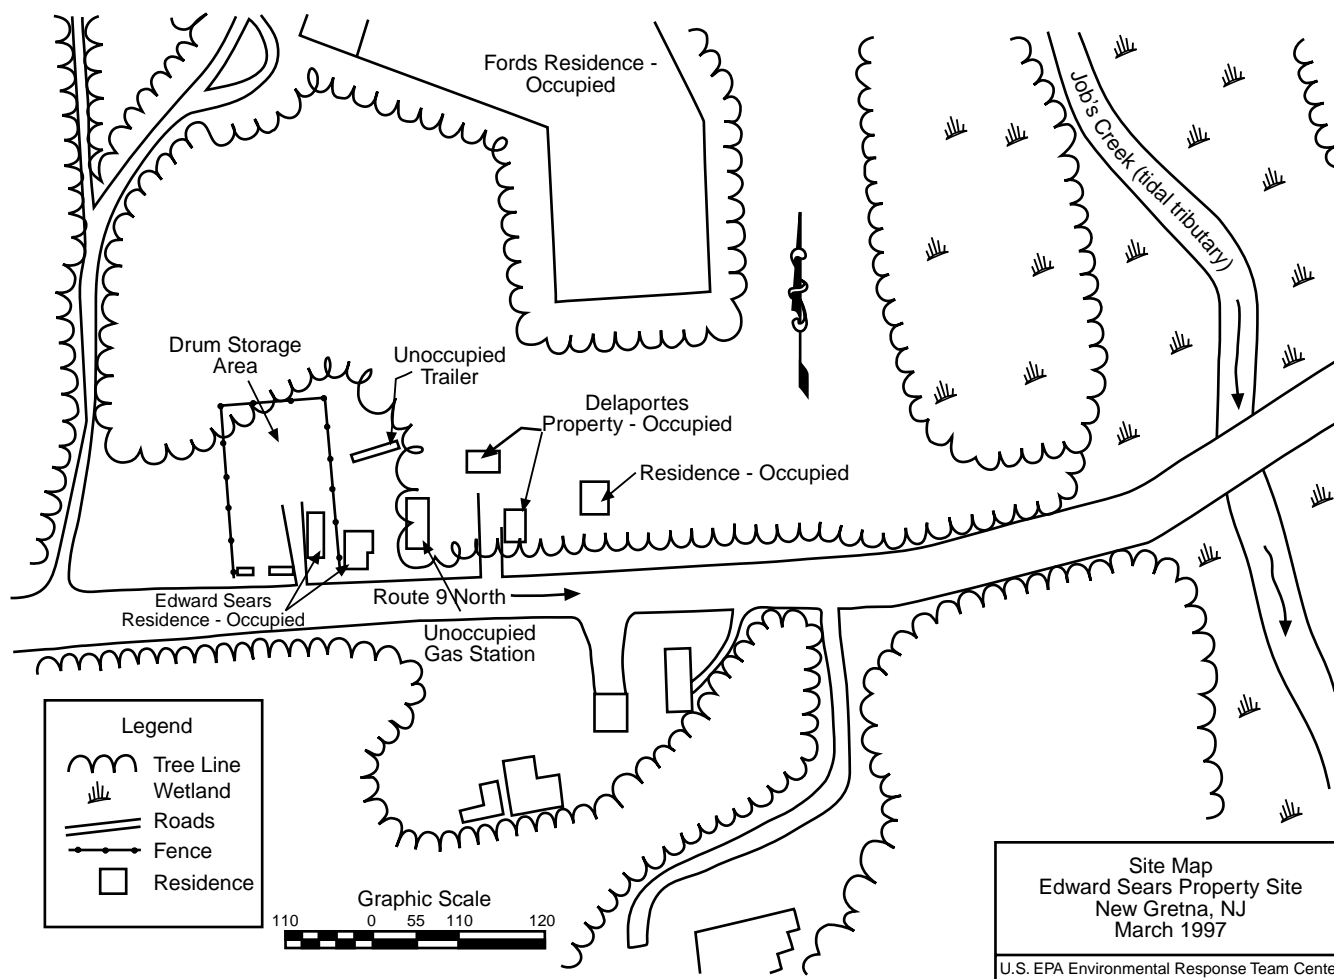 Fords Residence -
Occupied
Job's Creek (tidal tributary)
Drum Storage
Area
Unoccupied
Trailer
Delaportes
Property - Occupied
Residence - Occupied
Edward Sears
Residence - Occupied
Route 9 North
Unoccupied
Gas Station
Legend
Tree Line
Wetland
Roads
Fence
Residence
Graphic Scale
110 0 55 110 120
Site Map
Edward Sears Property Site
New Gretna, NJ
March 1997
U.S. EPA Environmental Response Team Cente